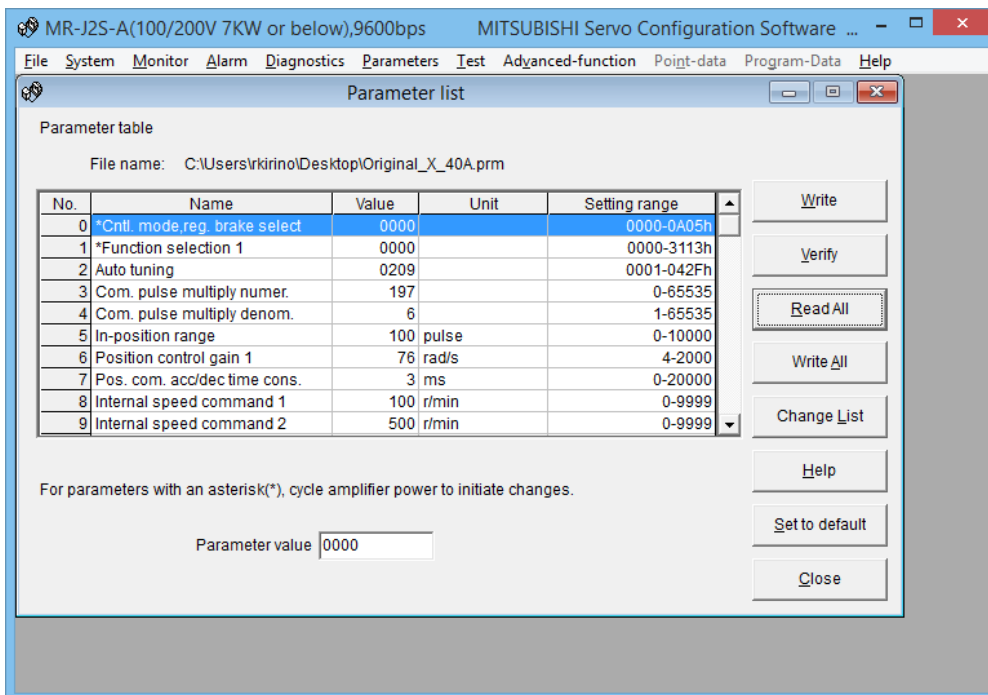 MR-J2S-A(100/200V 7KW or below),9600bps MITSUBISHI Servo Configuration Software ...
File System Monitor Alarm Diagnostics Parameters Test Advanced-function Point-data Program-Data Help
Parameter list
Parameter table
File name: C:\Users\rkirino\Desktop\Original_X_40A.prm
No. Name Value Unit Setting range
0 *Cntl. mode,reg. brake select 0000 0000-0A05h
1 *Function selection 1 0000 0000-3113h
2 Auto tuning 0209 0001-042Fh
3 Com. pulse multiply numer. 197 0-65535
4 Com. pulse multiply denom. 6 1-65535
5 In-position range 100 pulse 0-10000
6 Position control gain 1 76 rad/s 4-2000
7 Pos. com. acc/dec time cons. 3 ms 0-20000
8 Internal speed command 1 100 r/min 0-9999
9 Internal speed command 2 500 r/min 0-9999
Write
Verify
Read All
Write All
Change List
Help
Set to default
Close
For parameters with an asterisk(*), cycle amplifier power to initiate changes.
Parameter value 0000